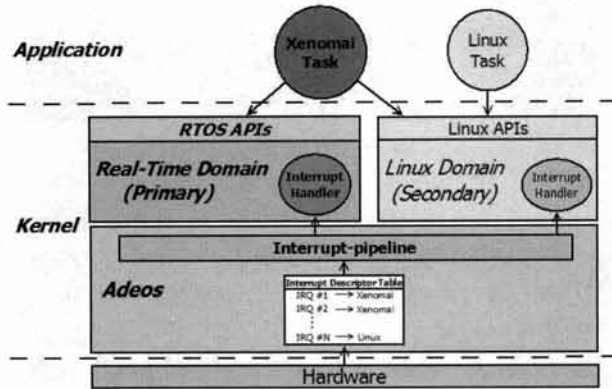 Application
Xenomai
Task
Linux
Task
RTOS APIs
Linux APIs
Real-Time Domain
(Primary)
Interrupt
Handler
Linux Domain
(Secondary)
Interrupt
Handler
Kernel
Interrupt-pipeline
Adeos
Interrupt Descriptor Table
IRQ #1 Xenomai
IRQ #2 Xenomai
IRQ #N Linux
Hardware